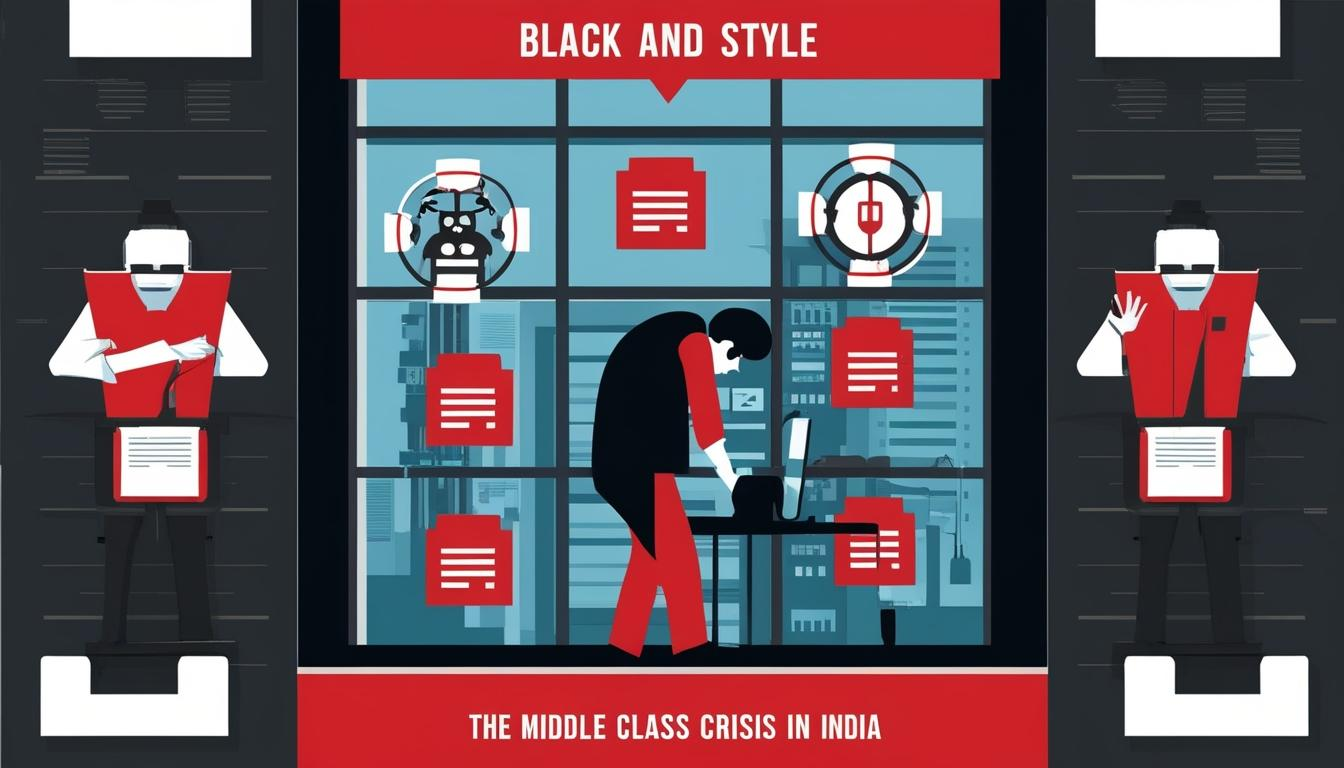 BLACK AND STYLE
THE MIDDLE CLASS CRISIS IN INDIA